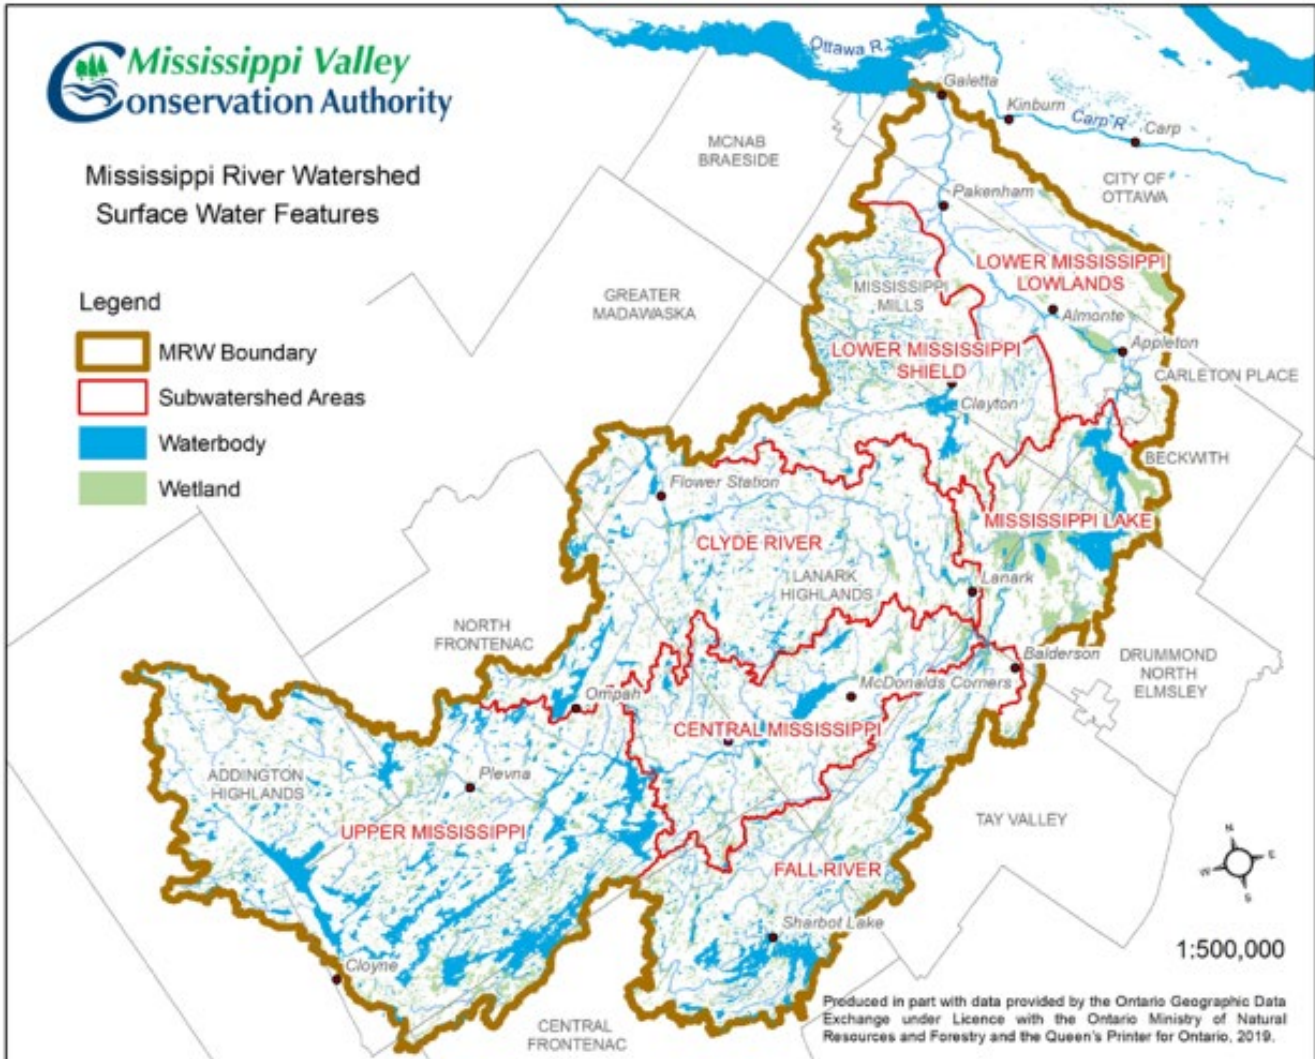 Mississippi Valley
Conservation Authority
Mississippi River Watershed
Surface Water Features
Legend
MRW Boundary
Subwatershed Areas
Waterbody
Wetland
Ottawa R.
Galetta
Kinburn
Carp R
Carp
MCNAB
BRAESIDE
CITY OF
OTTAWA
Pakenham
LOWER MISSISSIPPI
LOWLANDS
GREATER
MADAWASKA
MISSISSIPPI
MILLS
Almonte
Appleton
LOWER MISSISSIPPI
SHIELD
CARLETON PLACE
Clayton
BECKWITH
Flower Station
MISSISSIPPI LAKE
CLYDE RIVER
LANARK
HIGHLANDS
Lanark
NORTH
FRONTENAC
Balderson
DRUMMOND
NORTH
ELMSLEY
McDonalds Corners
Ompah
CENTRAL MISSISSIPPI
ADDINGTON
HIGHLANDS
Plevna
UPPER MISSISSIPPI
TAY VALLEY
FALL RIVER
N
E
W
S
Sharbot Lake
1:500,000
Cloyne
CENTRAL
FRONTENAC
Produced in part with data provided by the Ontario Geographic Data
Exchange under Licence with the Ontario Ministry of Natural
Resources and Forestry and the Queen's Printer for Ontario, 2019.